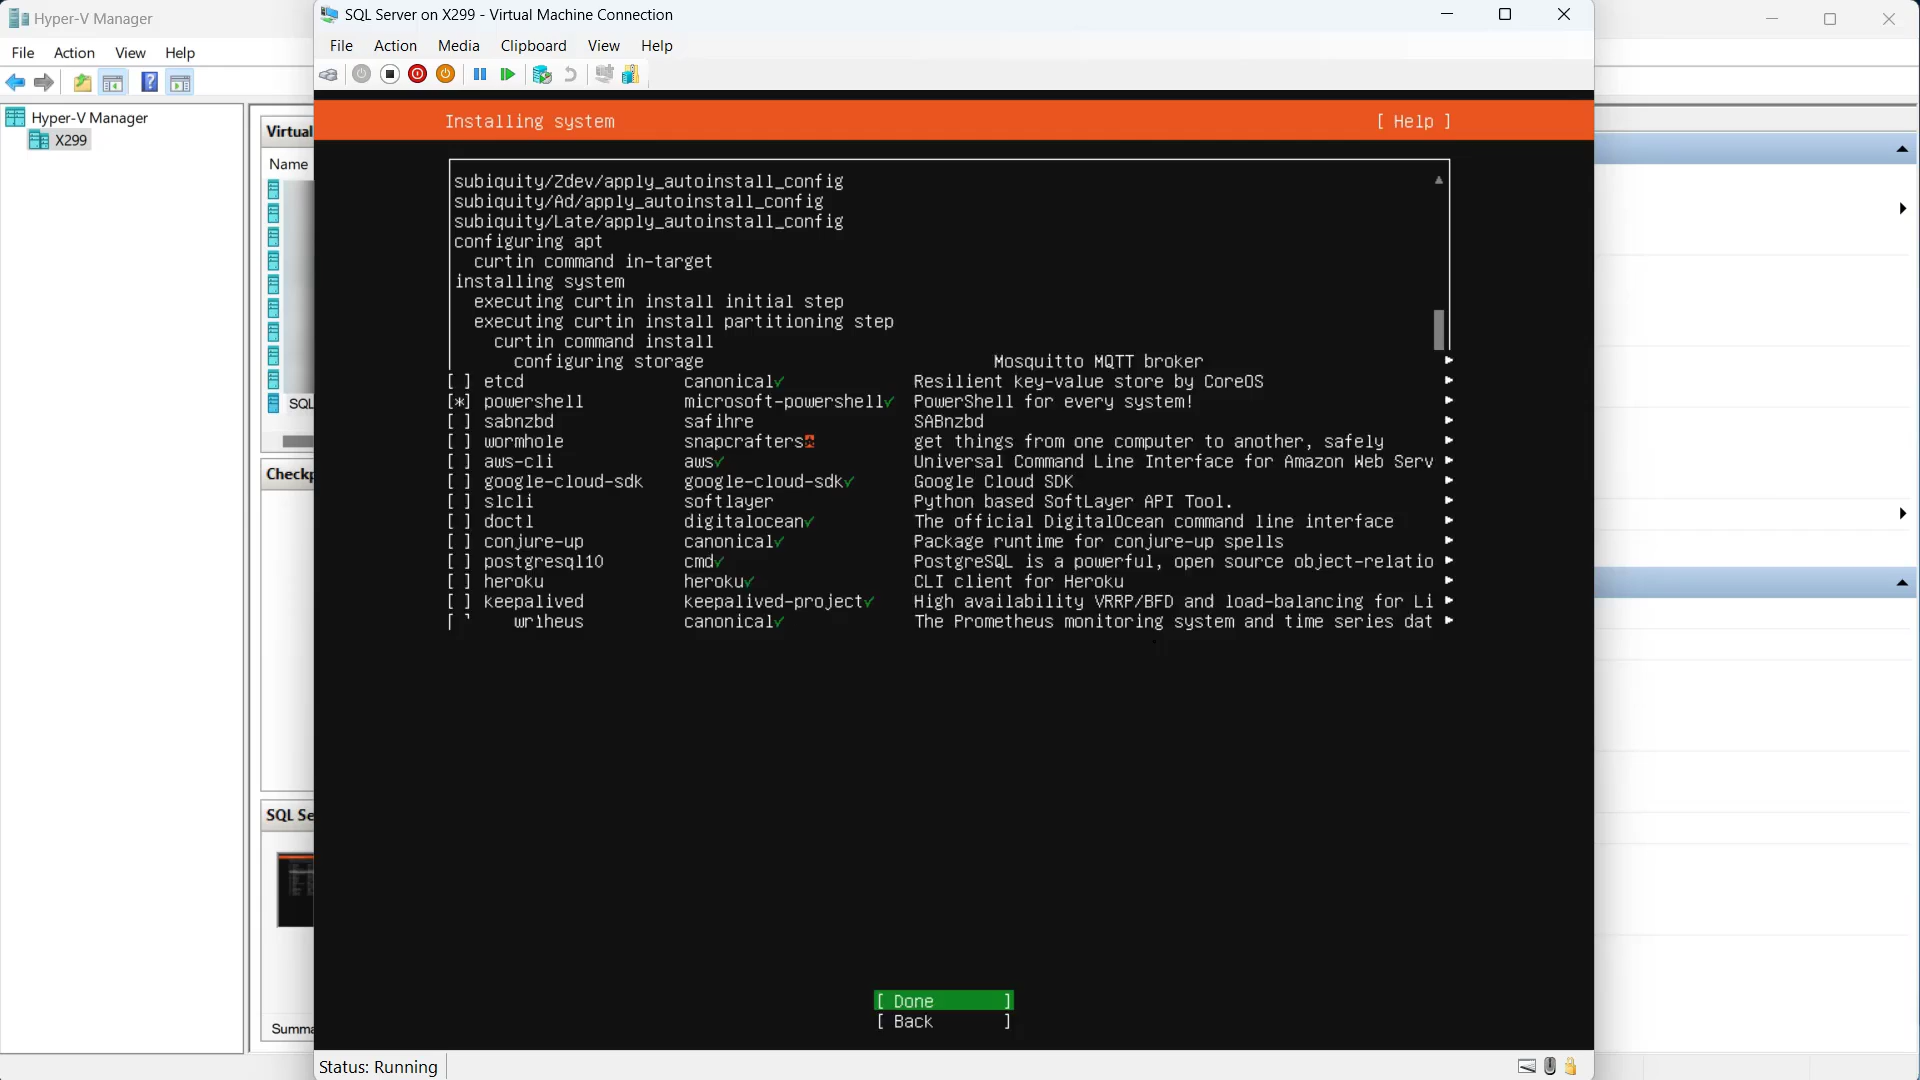 Hyper-V Manager
File Action View Help
Hyper-V Manager
X299
Virtual
Name
SQL
Checkp
SQL Se
Summa
SQL Server on X299 - Virtual Machine Connection
File Action Media Clipboard View Help
Installing system [ Help ]
subiquity/Zdev/apply_autoinstall_config
subiquity/Ad/apply_autoinstall_config
subiquity/Late/apply_autoinstall_config
configuring apt
curtin command in-target
installing system
executing curtin install initial step
executing curtin install partitioning step
curtin command install
configuring storage Mosquitto MQTT broker
[ ] etcd canonical✓ Resilient key-value store by CoreOS
[*] powershell microsoft-powershell✓ PowerShell for every system!
[ ] sabnzbd safihre SABnzbd
[ ] wormhole snapcrafters get things from one computer to another, safely
[ ] aws-cli aws✓ Universal Command Line Interface for Amazon Web Serv
[ ] google-cloud-sdk google-cloud-sdk✓ Google Cloud SDK
[ ] slcli softlayer Python based SoftLayer API Tool.
[ ] doctl digitalocean✓ The official DigitalOcean command line interface
[ ] conjure-up canonical✓ Package runtime for conjure-up spells
[ ] postgresql10 cmd✓ PostgreSQL is a powerful, open source object-relatio
[ ] heroku heroku✓ CLI client for Heroku
[ ] keepalived keepalived-project✓ High availability VRRP/BFD and load-balancing for Li
[ canonical✓ The Prometheus monitoring system and time series dat
[ Done ]
[ Back ]
Status: Running